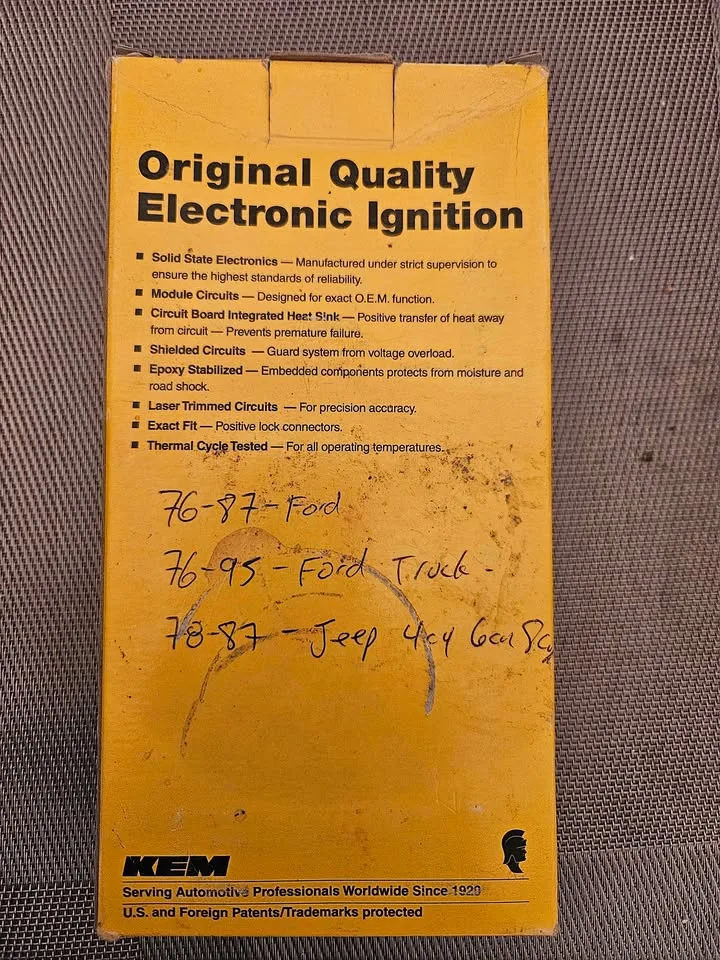 Original Quality
Electronic Ignition
■ Solid State Electronics — Manufactured under strict supervision to
ensure the highest standards of reliability.
■ Module Circuits — Designed for exact O.E.M. function.
■ Circuit Board Integrated Heat Sink — Positive transfer of heat away
from circuit — Prevents premature failure.
■ Shielded Circuits — Guard system from voltage overload.
■ Epoxy Stabilized — Embedded components protects from moisture and
road shock.
■ Laser Trimmed Circuits — For precision accuracy.
■ Exact Fit — Positive lock connectors.
■ Thermal Cycle Tested — For all operating temperatures.
76-87-Ford
76-95-Ford Truck-
78-87-Jeep 4cy 6cy 8cy
KEM
Serving Automotive Professionals Worldwide Since 1920
U.S. and Foreign Patents/Trademarks protected